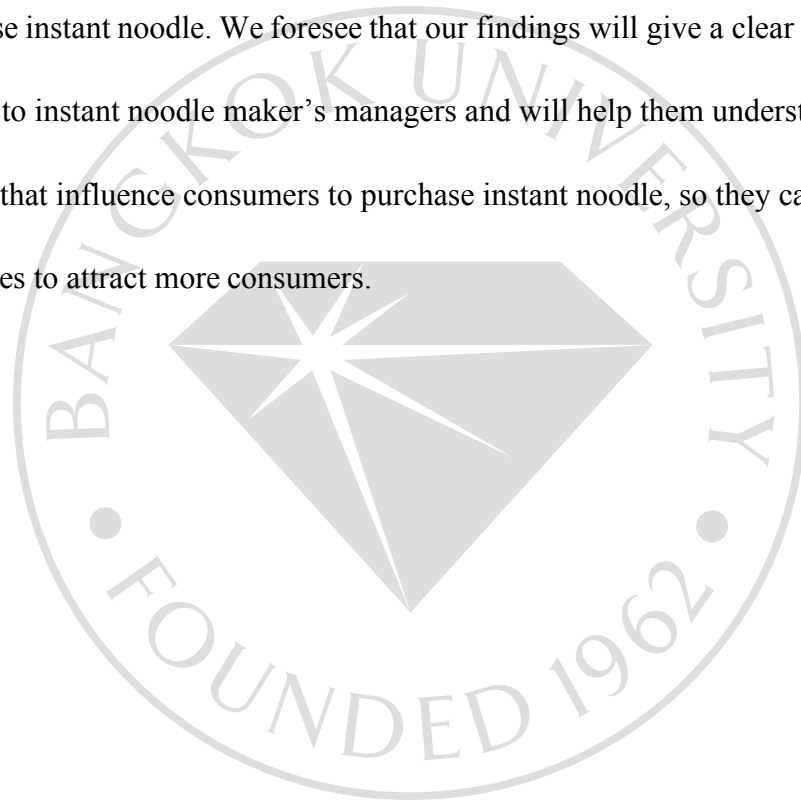 se instant noodle. We foresee that our findings will give a clear
to instant noodle maker’s managers and will help them underst
that influence consumers to purchase instant noodle, so they ca
es to attract more consumers.
BANGKOK UNIVERSITY
FOUNDED 1962